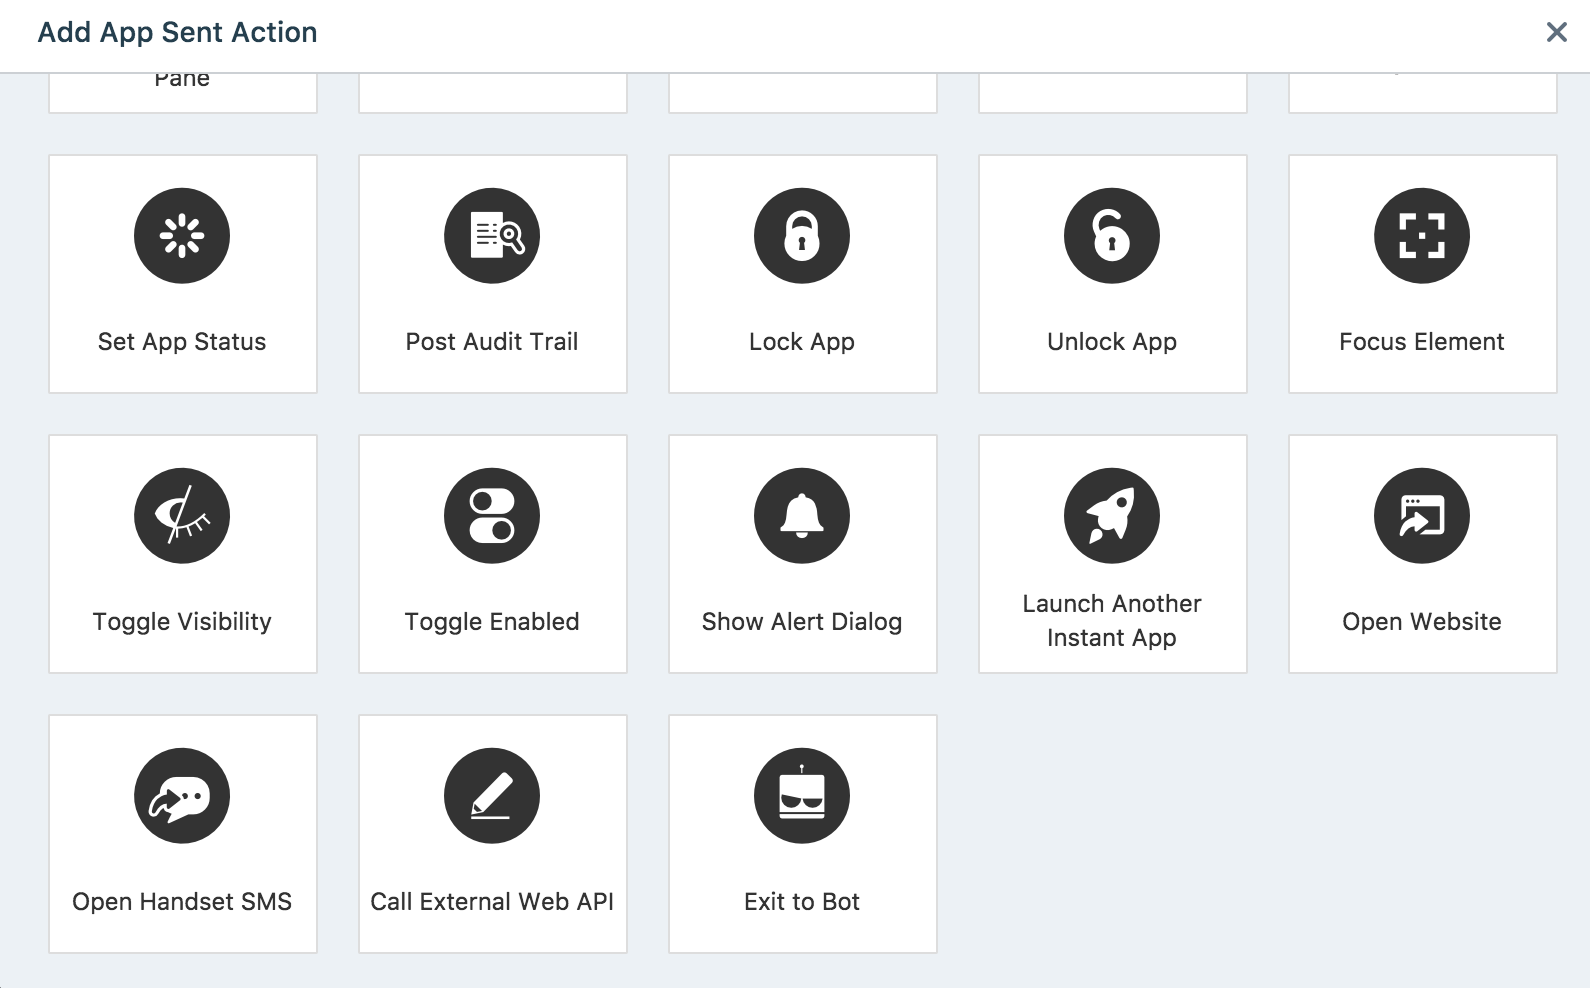 Add App Sent Action
Pane
Set App Status
Post Audit Trail
Lock App
Unlock App
Focus Element
Toggle Visibility
Toggle Enabled
Show Alert Dialog
Launch Another
Instant App
Open Website
Open Handset SMS
Call External Web API
Exit to Bot